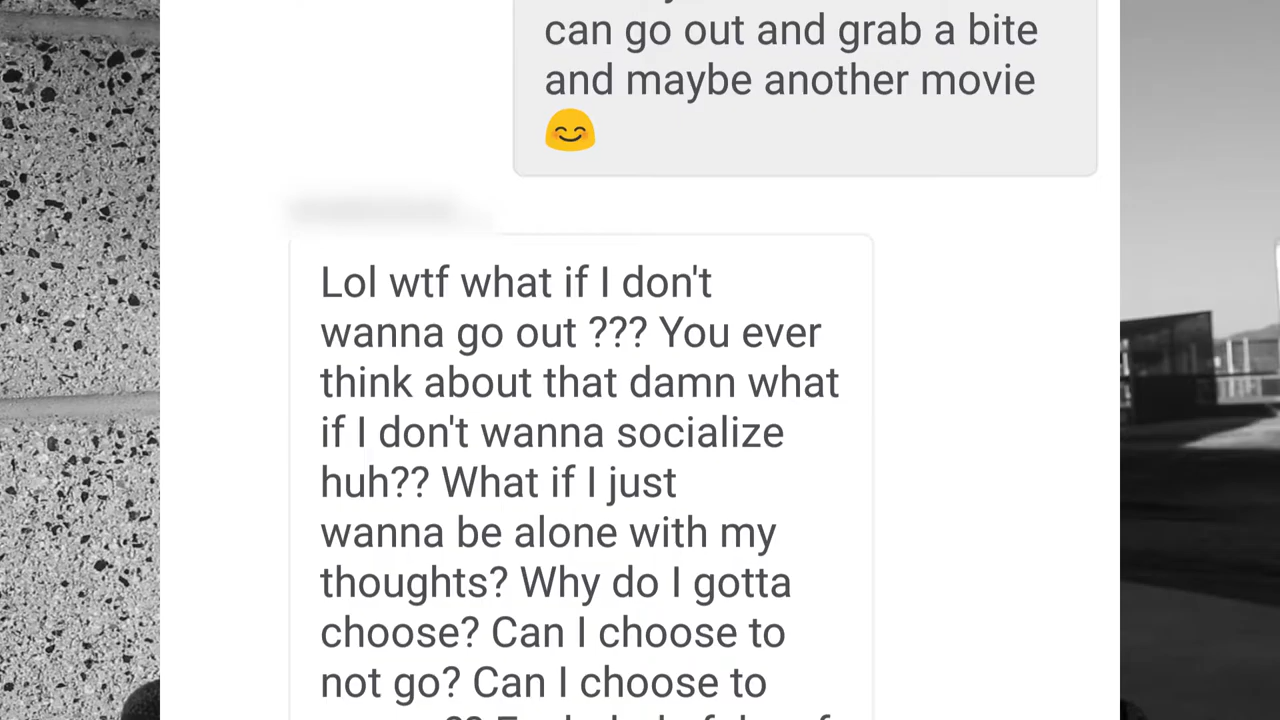 can go out and grab a bite
and maybe another movie
😊
Lol wtf what if I don't
wanna go out ??? You ever
think about that damn what
if I don't wanna socialize
huh?? What if I just
wanna be alone with my
thoughts? Why do I gotta
choose? Can I choose to
not go? Can I choose to